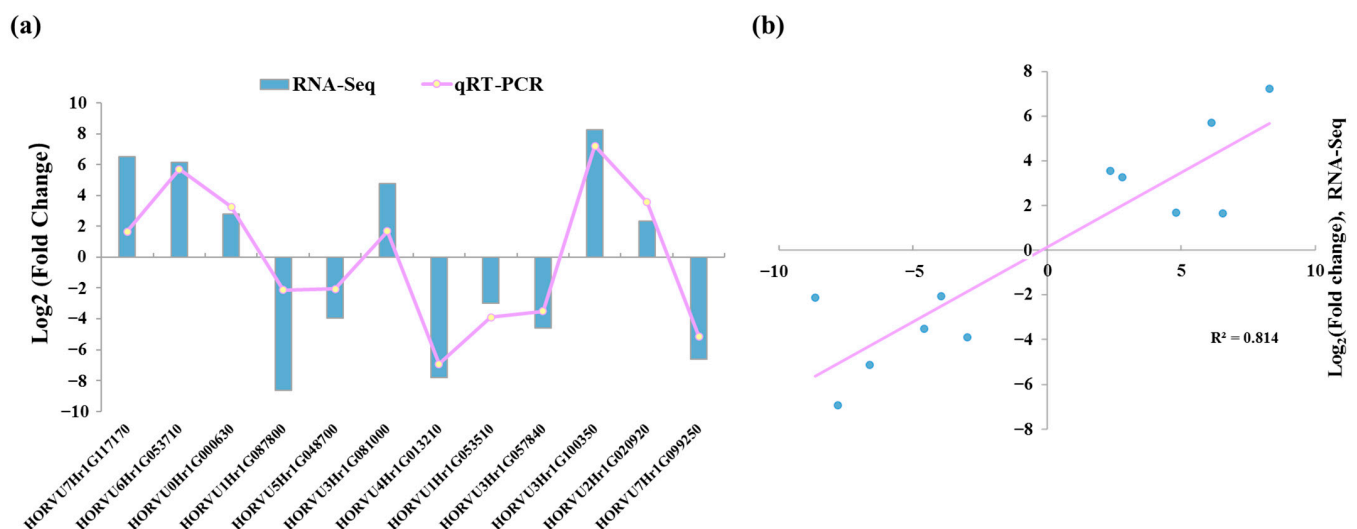 (a)
RNA-Seq
qRT-PCR
Log2 (Fold Change)
10
8
6
4
2
0
−2
−4
−6
−8
−10
HORVU7Hr1G117170
HORVU6Hr1G053710
HORVU0Hr1G000630
HORVU1Hr1G087800
HORVU5Hr1G048700
HORVU3Hr1G081000
HORVU4Hr1G013210
HORVU1Hr1G053510
HORVU3Hr1G057840
HORVU3Hr1G100350
HORVU2Hr1G020920
HORVU7Hr1G099250
(b)
8
6
4
2
0
−2
−4
−6
−8
−10
−5
0
5
10
R² = 0.814
Log₂(Fold change), RNA-Seq